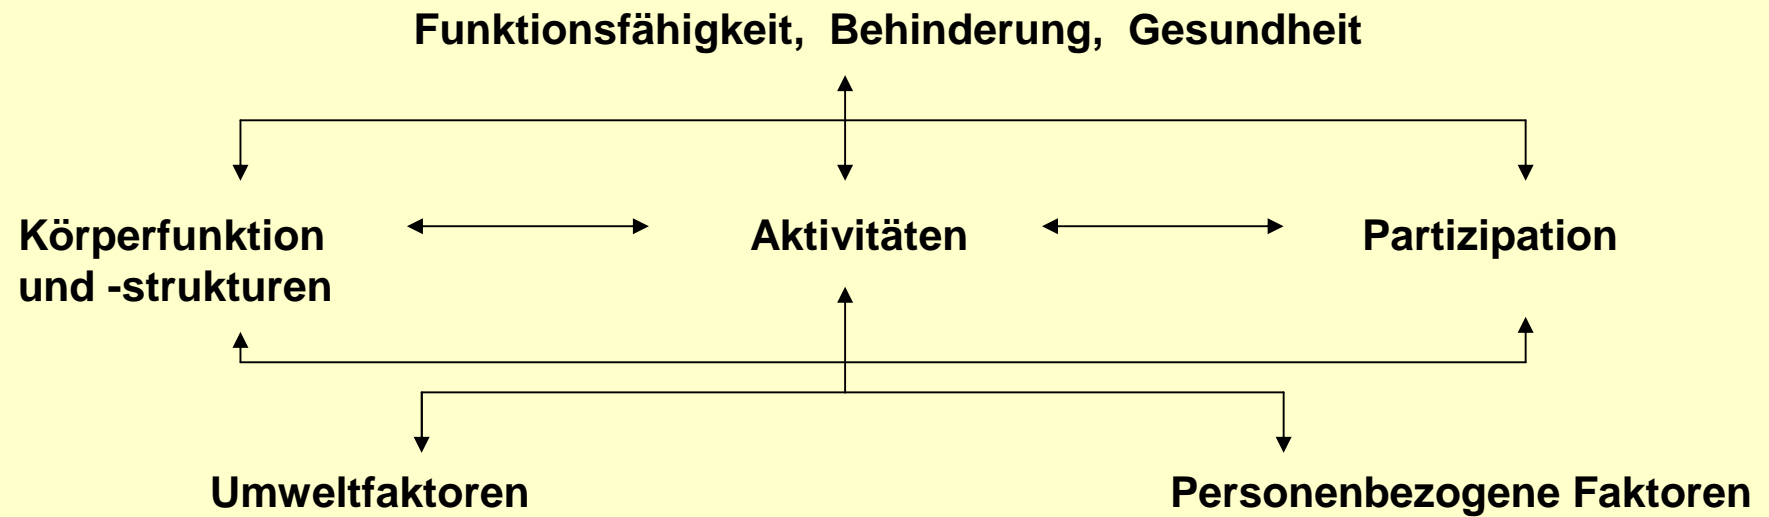 Funktionsfähigkeit, Behinderung, Gesundheit
Körperfunktion
und -strukturen
Aktivitäten
Partizipation
Umweltfaktoren
Personenbezogene Faktoren